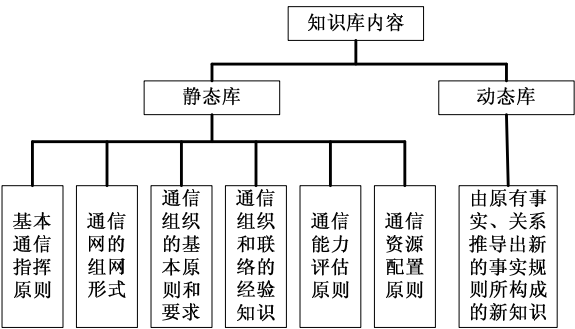 知识库内容
静态库
动态库
基本
通信
指挥
原则
通信
网的
组网
形式
通信
组织
的基
本原
则和
要求
通信
组织
和联
络的
经验
知识
通信
能力
评估
原则
通信
资源
配置
原则
由原有事
实、关系
推导出新
的事实规
则所构成
的新知识